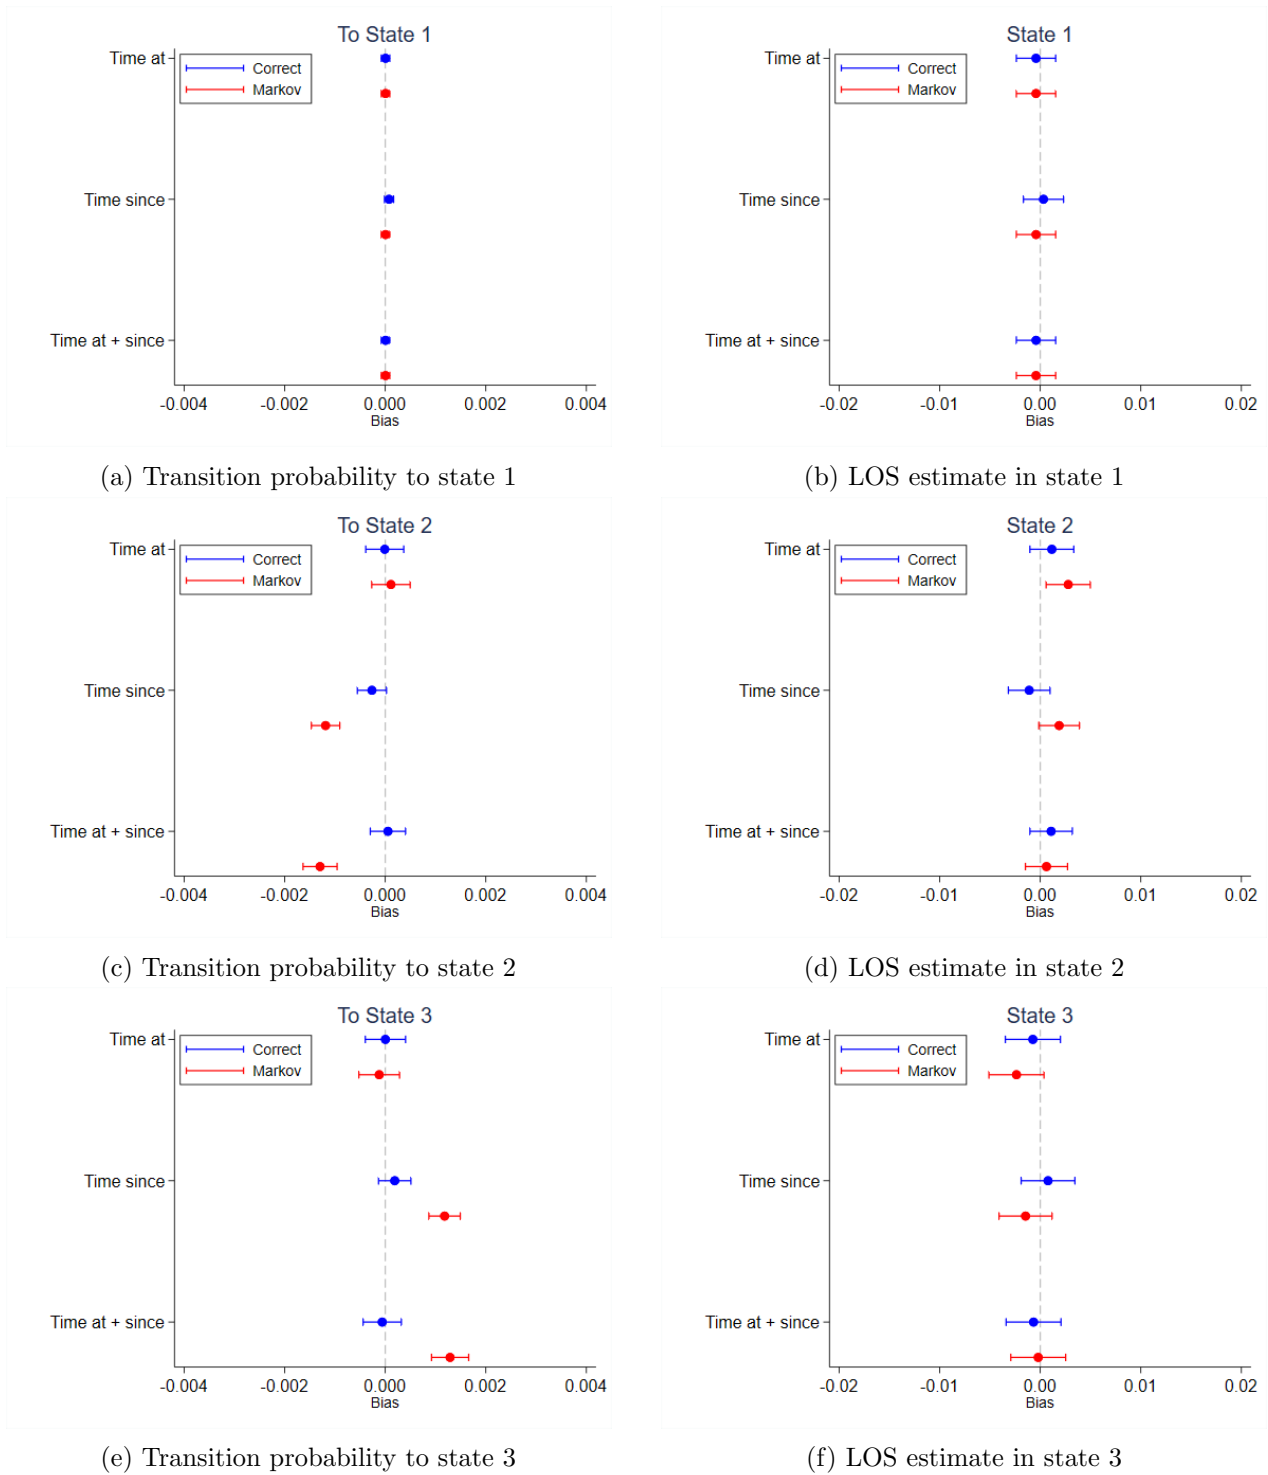 To State 1
Time at
Correct
Markov
Time since
Time at + since
-0.004 -0.002 0.000 0.002 0.004
Bias
(a) Transition probability to state 1
State 1
Time at
Correct
Markov
Time since
Time at + since
-0.02 -0.01 0.00 0.01 0.02
Bias
(b) LOS estimate in state 1
To State 2
Time at
Correct
Markov
Time since
Time at + since
-0.004 -0.002 0.000 0.002 0.004
Bias
(c) Transition probability to state 2
State 2
Time at
Correct
Markov
Time since
Time at + since
-0.02 -0.01 0.00 0.01 0.02
Bias
(d) LOS estimate in state 2
To State 3
Time at
Correct
Markov
Time since
Time at + since
-0.004 -0.002 0.000 0.002 0.004
Bias
(e) Transition probability to state 3
State 3
Time at
Correct
Markov
Time since
Time at + since
-0.02 -0.01 0.00 0.01 0.02
Bias
(f) LOS estimate in state 3